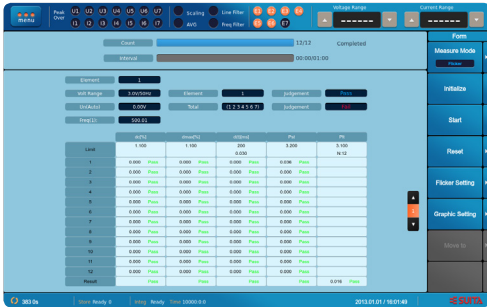 menu
Peak Over
U1 U2 U3 U4 U5 U6 U7
I1 I2 I3 I4 I5 I6 I7
Scaling
AVG
Line Filter
Freq Filter
E1 E2 E3 E4
E5 E6 E7
Voltage Range
------
Current Range
------
Count 12/12 Completed
Interval 00:00/01:00
Form
Measure Mode
Flicker
Initialize
Start
Reset
Flicker Setting
Graphic Setting
Move to
Element 1
Volt Range 3.0V/50Hz Element 1 Judgement Pass
Un(Auto) 0.00V Total (1 2 3 4 5 6 7) Judgement
Freq(1): 500.01
dc[%] dmax[%] d(t)[ms] Pst Plt
Limit 1.100 1.100 200 3.200 3.100
0.030 N:12
1 0.000 Pass 0.000 Pass 0.000 Pass 0.036 Pass
2 0.000 Pass 0.000 Pass 0.000 Pass 0.000 Pass
3 0.000 Pass 0.000 Pass 0.000 Pass 0.000 Pass
4 0.000 Pass 0.000 Pass 0.000 Pass 0.000 Pass
5 0.000 Pass 0.000 Pass 0.000 Pass 0.000 Pass
6 0.000 Pass 0.000 Pass 0.000 Pass 0.000 Pass
7 0.000 Pass 0.000 Pass 0.000 Pass 0.000 Pass
8 0.000 Pass 0.000 Pass 0.000 Pass 0.000 Pass
9 0.000 Pass 0.000 Pass 0.000 Pass 0.000 Pass
10 0.000 Pass 0.000 Pass 0.000 Pass 0.000 Pass
11 0.000 Pass 0.000 Pass 0.000 Pass 0.000 Pass
12 0.000 Pass 0.000 Pass 0.000 Pass 0.000 Pass
Result Pass Pass Pass Pass 0.016 Pass
383.0s
Store: Ready 0
Integ: Ready Time 10000:0:0
2013.01.01 / 16:01:49
SUITA